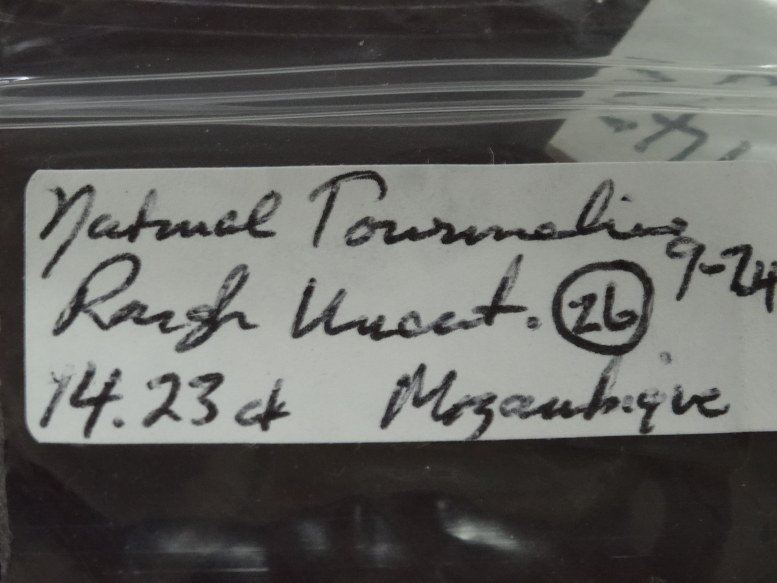 Natural Tourmaline
Rough Uncut. 26 9-24
14.23 ct Mozambique